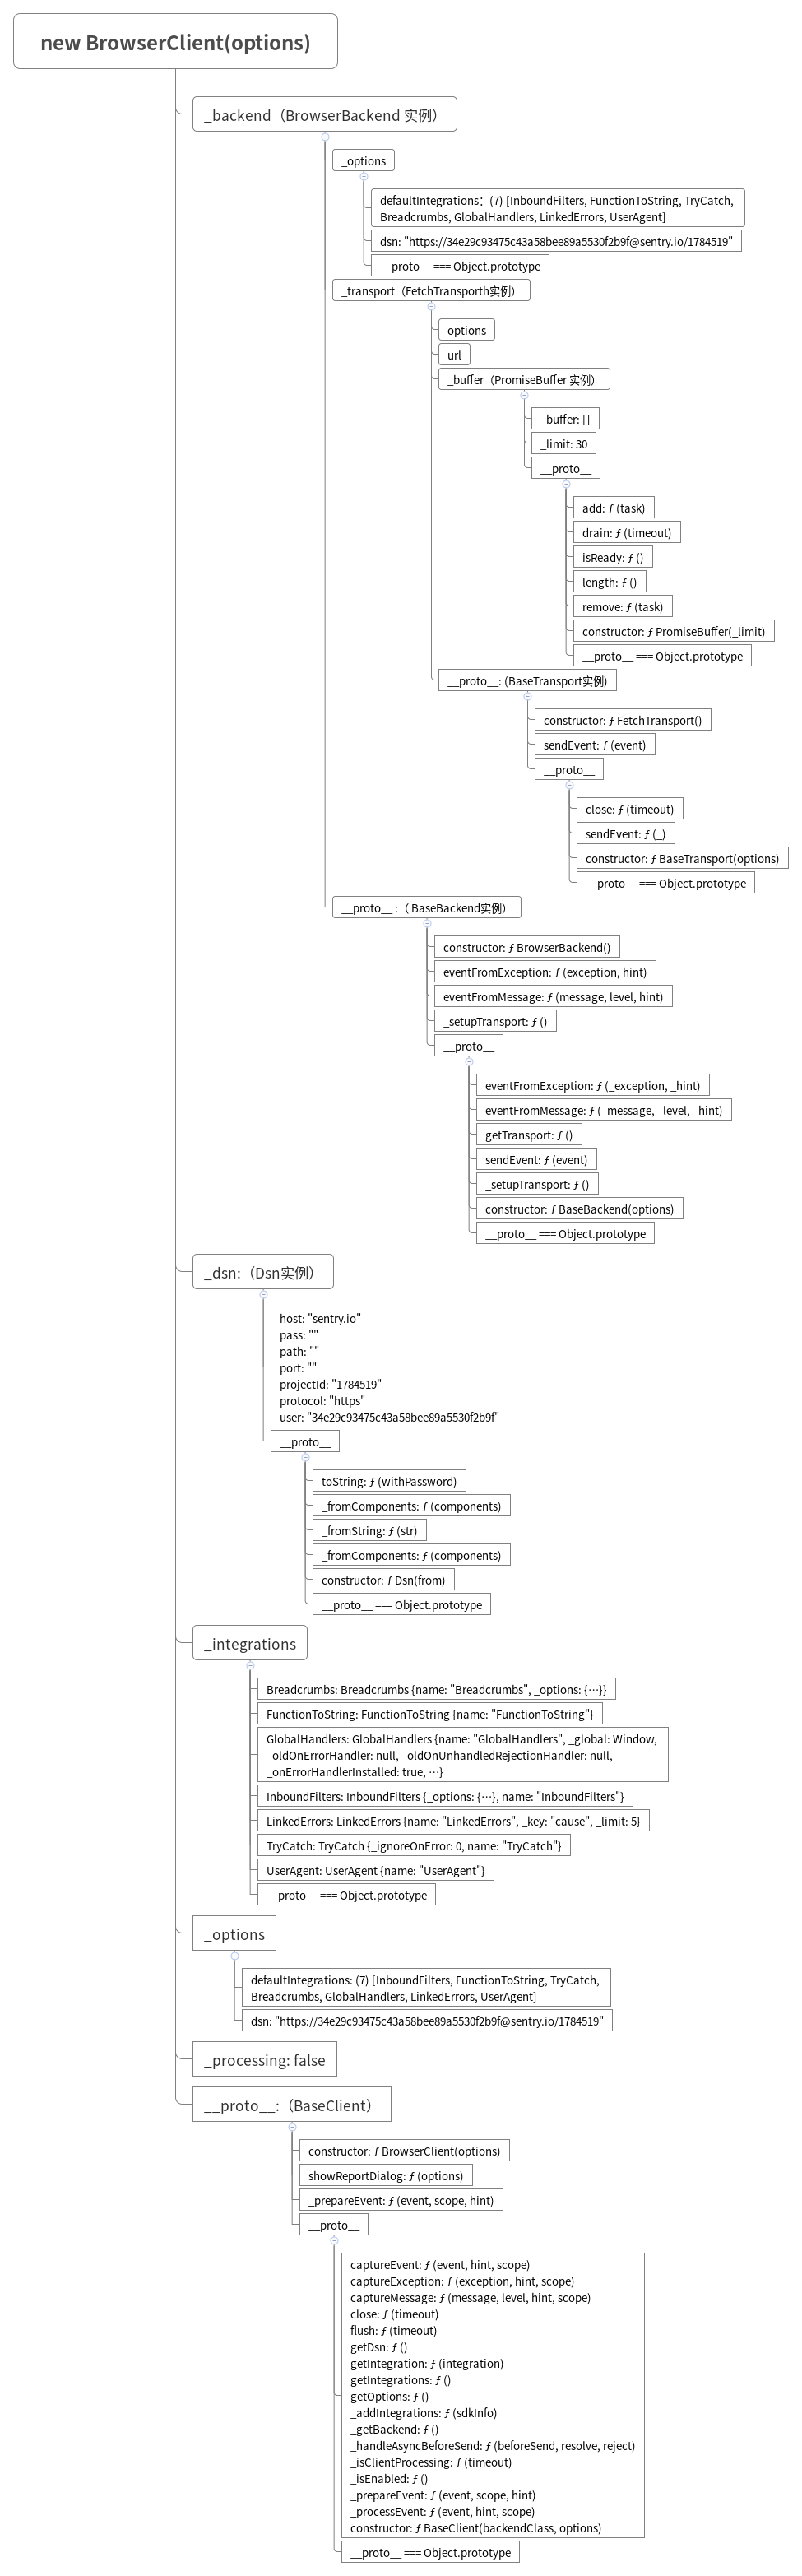 new BrowserClient(options)
_backend（BrowserBackend 实例）
_options
defaultIntegrations：(7) [InboundFilters, FunctionToString, TryCatch,
Breadcrumbs, GlobalHandlers, LinkedErrors, UserAgent]
dsn: "https://34e29c93475c43a58bee89a5530f2b9f@sentry.io/1784519"
__proto__ === Object.prototype
_transport（FetchTransporth实例）
options
url
_buffer（PromiseBuffer 实例）
_buffer: []
_limit: 30
__proto__
add: ƒ (task)
drain: ƒ (timeout)
isReady: ƒ ()
length: ƒ ()
remove: ƒ (task)
constructor: ƒ PromiseBuffer(_limit)
__proto__ === Object.prototype
__proto__: (BaseTransport实例)
constructor: ƒ FetchTransport()
sendEvent: ƒ (event)
__proto__
close: ƒ (timeout)
sendEvent: ƒ (_)
constructor: ƒ BaseTransport(options)
__proto__ === Object.prototype
__proto__ :（ BaseBackend实例）
constructor: ƒ BrowserBackend()
eventFromException: ƒ (exception, hint)
eventFromMessage: ƒ (message, level, hint)
_setupTransport: ƒ ()
__proto__
eventFromException: ƒ (_exception, _hint)
eventFromMessage: ƒ (_message, _level, _hint)
getTransport: ƒ ()
sendEvent: ƒ (event)
_setupTransport: ƒ ()
constructor: ƒ BaseBackend(options)
__proto__ === Object.prototype
_dsn:（Dsn实例）
host: "sentry.io"
pass: ""
path: ""
port: ""
projectId: "1784519"
protocol: "https"
user: "34e29c93475c43a58bee89a5530f2b9f"
__proto__
toString: ƒ (withPassword)
_fromComponents: ƒ (components)
_fromString: ƒ (str)
_fromComponents: ƒ (components)
constructor: ƒ Dsn(from)
__proto__ === Object.prototype
_integrations
Breadcrumbs: Breadcrumbs {name: "Breadcrumbs", _options: {…}}
FunctionToString: FunctionToString {name: "FunctionToString"}
GlobalHandlers: GlobalHandlers {name: "GlobalHandlers", _global: Window,
_oldOnErrorHandler: null, _oldOnUnhandledRejectionHandler: null,
_onErrorHandlerInstalled: true, …}
InboundFilters: InboundFilters {_options: {…}, name: "InboundFilters"}
LinkedErrors: LinkedErrors {name: "LinkedErrors", _key: "cause", _limit: 5}
TryCatch: TryCatch {_ignoreOnError: 0, name: "TryCatch"}
UserAgent: UserAgent {name: "UserAgent"}
__proto__ === Object.prototype
_options
defaultIntegrations: (7) [InboundFilters, FunctionToString, TryCatch,
Breadcrumbs, GlobalHandlers, LinkedErrors, UserAgent]
dsn: "https://34e29c93475c43a58bee89a5530f2b9f@sentry.io/1784519"
_processing: false
__proto__:（BaseClient）
constructor: ƒ BrowserClient(options)
showReportDialog: ƒ (options)
_prepareEvent: ƒ (event, scope, hint)
__proto__
captureEvent: ƒ (event, hint, scope)
captureException: ƒ (exception, hint, scope)
captureMessage: ƒ (message, level, hint, scope)
close: ƒ (timeout)
flush: ƒ (timeout)
getDsn: ƒ ()
getIntegration: ƒ (integration)
getIntegrations: ƒ ()
getOptions: ƒ ()
_addIntegrations: ƒ (sdkInfo)
_getBackend: ƒ ()
_handleAsyncBeforeSend: ƒ (beforeSend, resolve, reject)
_isClientProcessing: ƒ (timeout)
_isEnabled: ƒ ()
_prepareEvent: ƒ (event, scope, hint)
_processEvent: ƒ (event, hint, scope)
constructor: ƒ BaseClient(backendClass, options)
__proto__ === Object.prototype